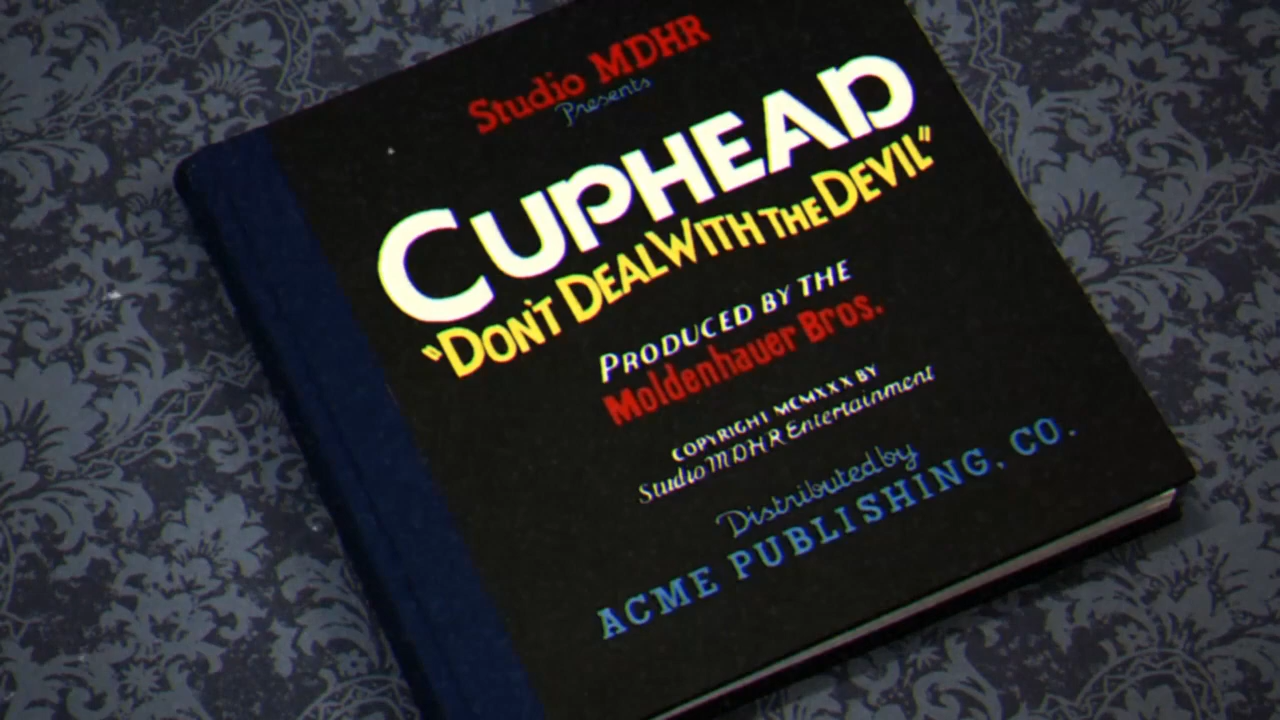 Studio MDHR
Presents
CUPHEAD
"DON'T DEAL WITH THE DEVIL"
PRODUCED BY THE
Moldenhauer Bros.
COPYRIGHT MCMXXX BY
Studio MDHR Entertainment
Distributed by
ACME PUBLISHING. CO.